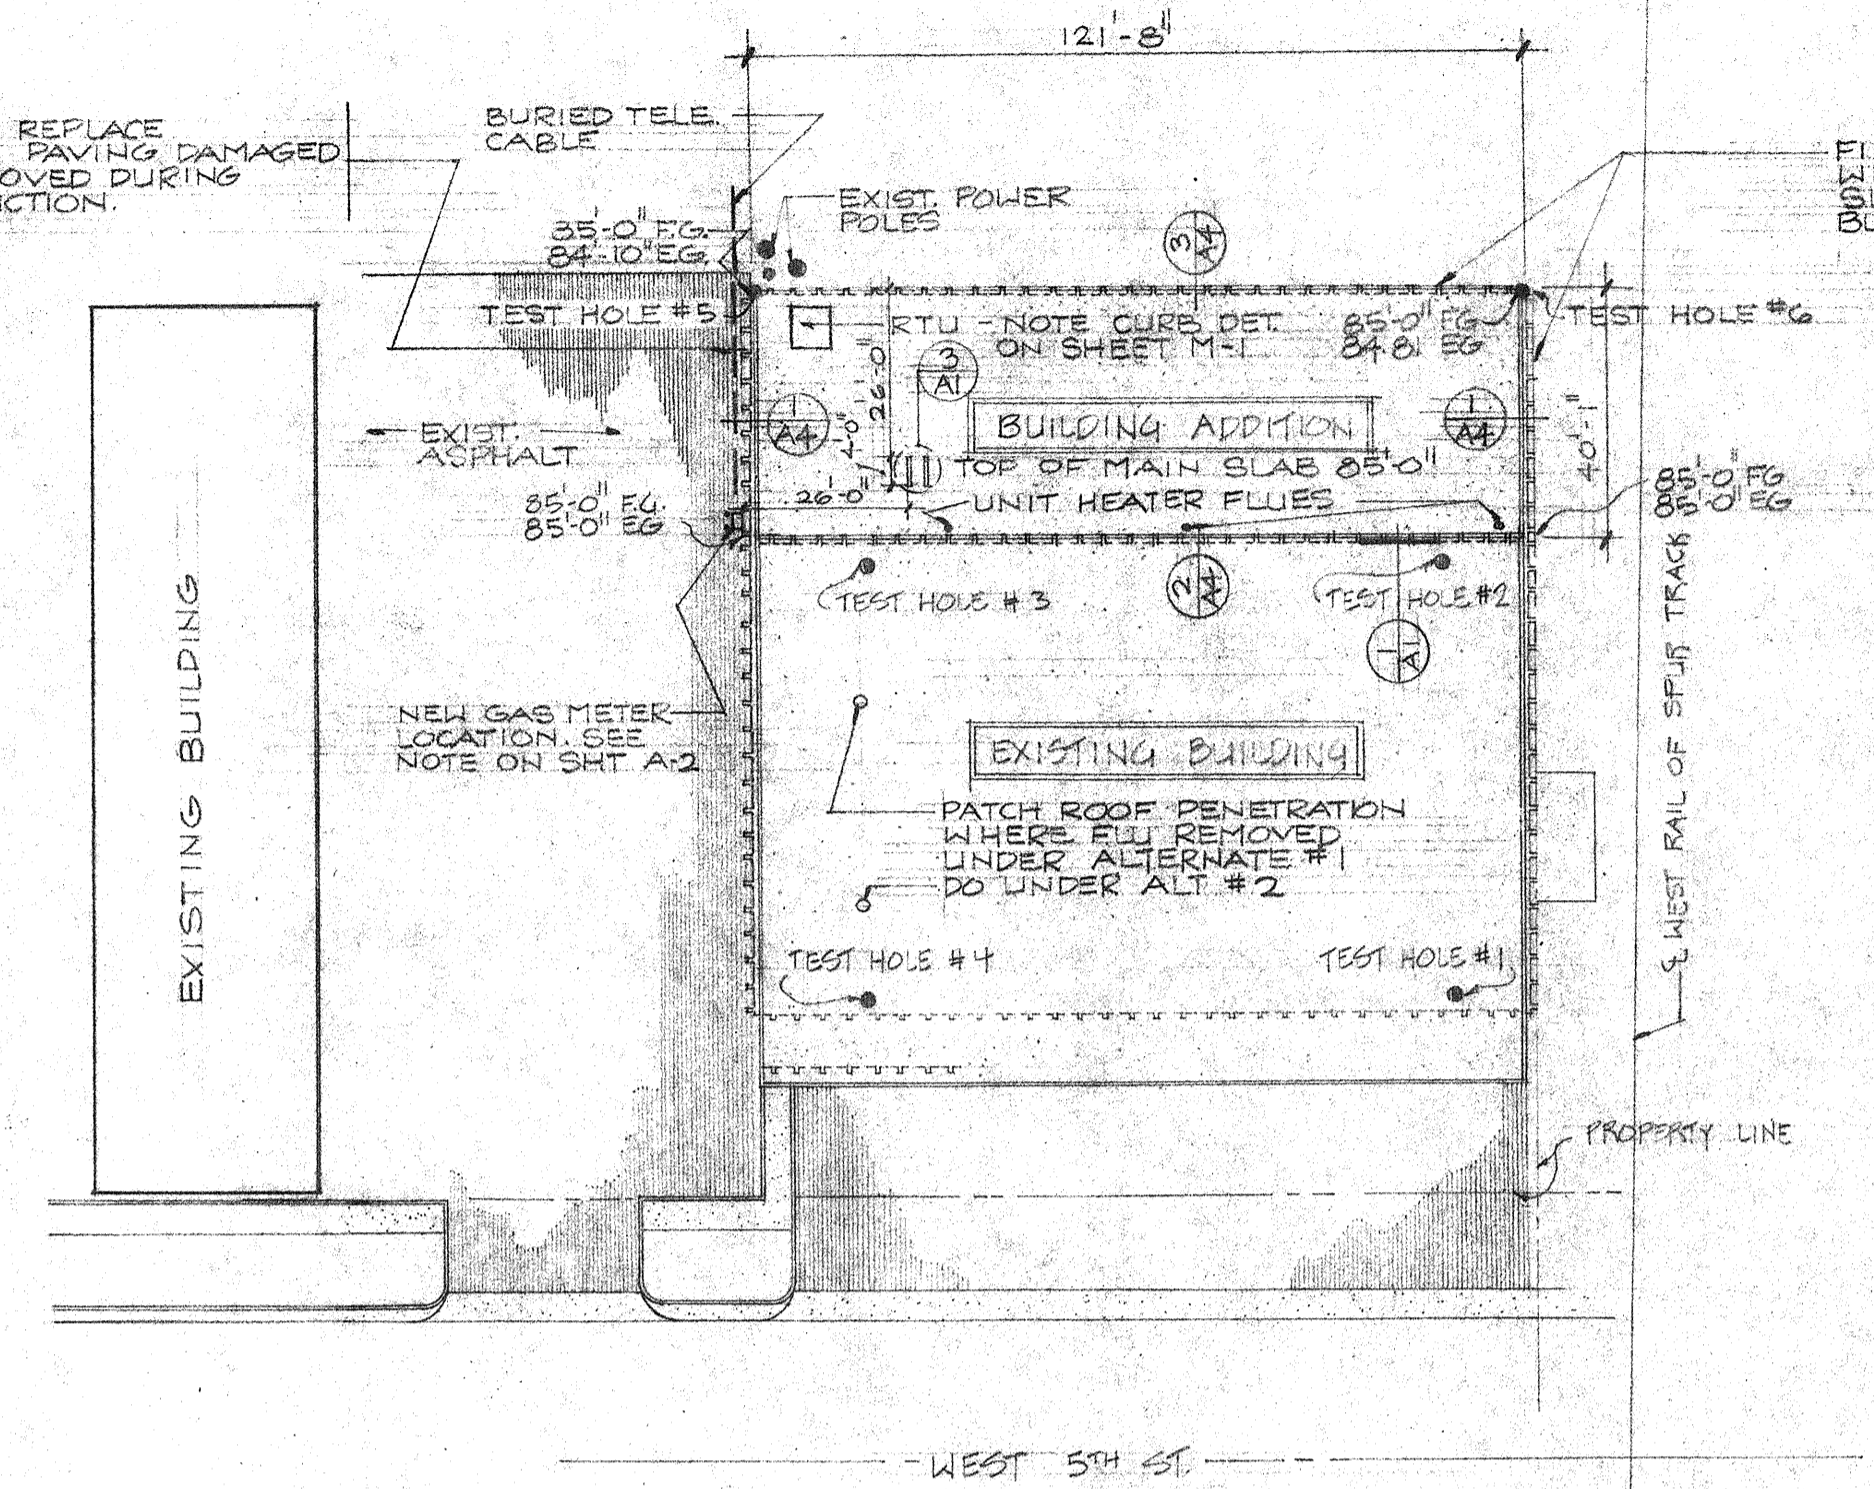 121'-8"
REPLACE
PAVING DAMAGED
OVED DURING
CTION.
BURIED TELE.
CABLE
EXIST. POWER
POLES
85'-0" F.G.
84'-10" EG.
3
A4
FI
SI
BU
TEST HOLE #5
RTU - NOTE CURB DET.
ON SHEET M-1
85'-0" FG
84.81 EG
TEST HOLE #6
26'-0"
3
A1
1
A4
4'-0"
BUILDING ADDITION
1
A4
40'-1"
EXIST.
ASPHALT
TOP OF MAIN SLAB 85'-0"
26'-0"
UNIT HEATER FLUES
85'-0" F.G.
85'-0" EG
85'-0" FG
85'-0" EG
TEST HOLE #3
2
A4
TEST HOLE #2
1
A1
EXISTING BUILDING
NEW GAS METER
LOCATION. SEE
NOTE ON SHT A-2
EXISTING BUILDING
PATCH ROOF PENETRATION
WHERE FLU REMOVED
UNDER ALTERNATE #1
DO UNDER ALT #2
℄ WEST RAIL OF SPUR TRACK
TEST HOLE #4
TEST HOLE #1
PROPERTY LINE
WEST 5TH ST.